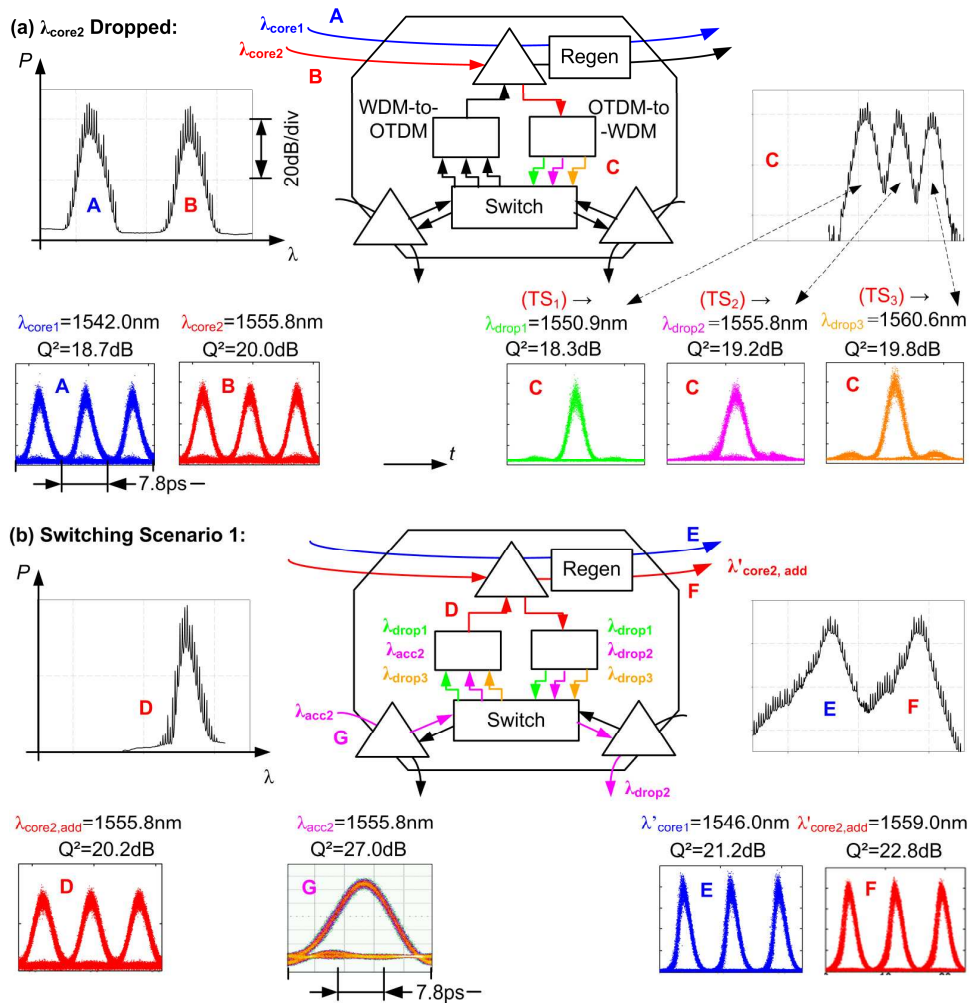 (a) λcore2 Dropped:
P
20dB/div
A
B
λ
λcore1
A
λcore2
B
Regen
WDM-to-
OTDM
OTDM-to
-WDM
C
Switch
C
λcore1=1542.0nm
Q²=18.7dB
A
λcore2=1555.8nm
Q²=20.0dB
B
7.8ps
t
(TS1) →
λdrop1=1550.9nm
Q²=18.3dB
C
(TS2) →
λdrop2=1555.8nm
Q²=19.2dB
C
(TS3) →
λdrop3=1560.6nm
Q²=19.8dB
C
(b) Switching Scenario 1:
P
D
λ
E
Regen
F
λ'core2, add
D
λdrop1
λacc2
λdrop3
λdrop1
λdrop2
λdrop3
Switch
λacc2
G
λdrop2
E
F
λcore2,add=1555.8nm
Q²=20.2dB
D
λacc2=1555.8nm
Q²=27.0dB
G
7.8ps
λ'core1=1546.0nm
Q²=21.2dB
E
λ'core2,add=1559.0nm
Q²=22.8dB
F